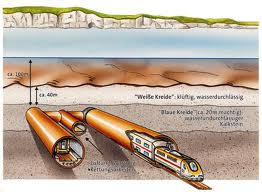 ca. 100m
ca. 40m
"Weiße Kreide": klüftig, wasserdurchlässig
Blaue Kreide (ca. 20m mächtig)
wasserundurchlässiger
Kalkstein